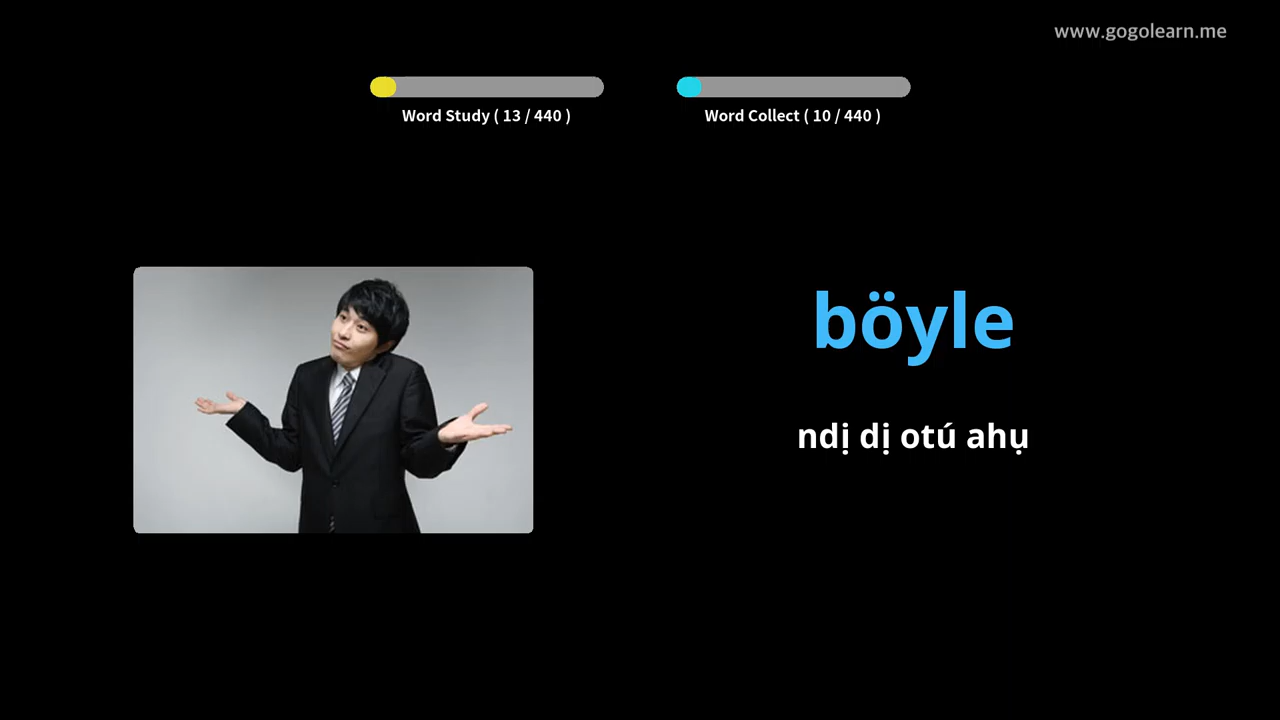 www.gogolearn.me
Word Study ( 13 / 440 )
Word Collect ( 10 / 440 )
böyle
ndị dị otú ahụ